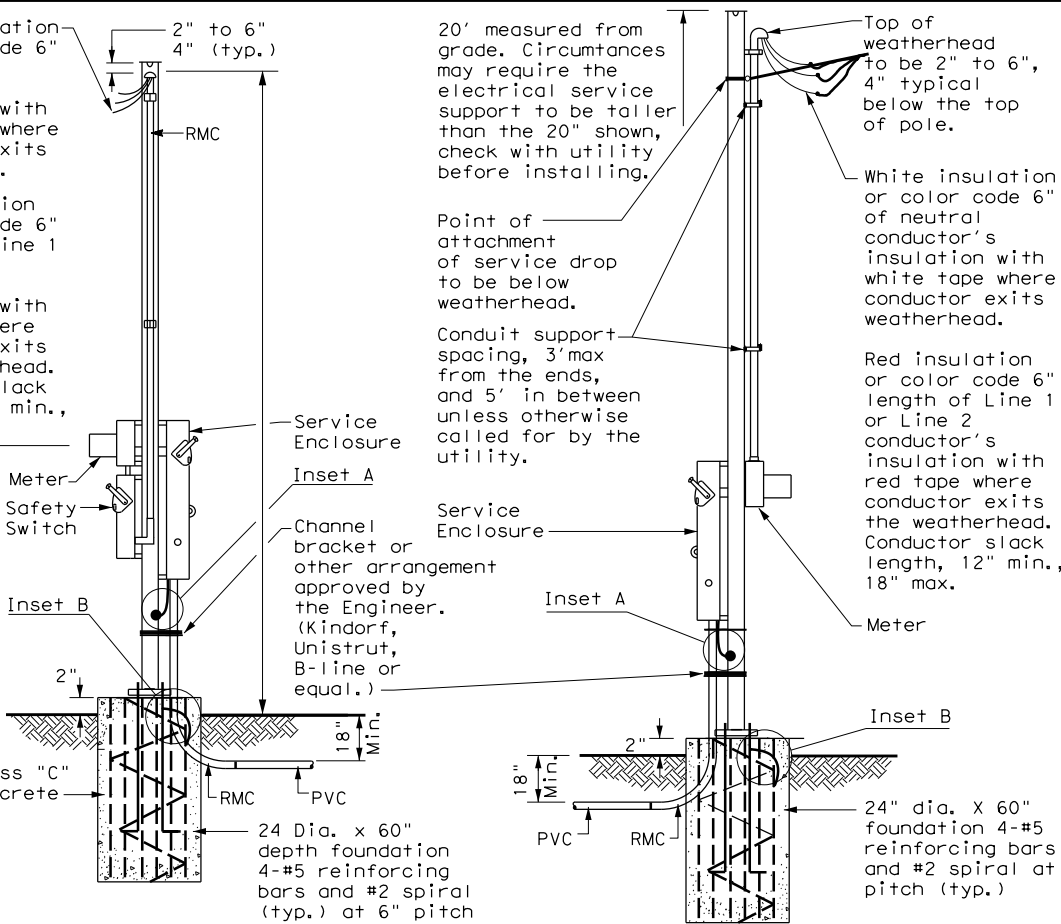 ation
de 6"
with
where
xits
.
ion
de 6"
ine 1
with
ere
xits
head.
lack
min.,
2" to 6"
4" (typ.)
RMC
Service
Enclosure
Meter
Safety
Switch
Inset A
Channel
bracket or
other arrangement
approved by
the Engineer.
(Kindorf,
Unistrut,
B-line or
equal.)
Inset B
2"
18"
Min.
ss "C"
crete
RMC
PVC
24 Dia. x 60"
depth foundation
4-#5 reinforcing
bars and #2 spiral
(typ.) at 6" pitch
20' measured from
grade. Circumtances
may require the
electrical service
support to be taller
than the 20" shown,
check with utility
before installing.
Point of
attachment
of service drop
to be below
weatherhead.
Conduit support
spacing, 3'max
from the ends,
and 5' in between
unless otherwise
called for by the
utility.
Service
Enclosure
Inset A
Top of
weatherhead
to be 2" to 6",
4" typical
below the top
of pole.
White insulation
or color code 6"
of neutral
conductor's
insulation with
white tape where
conductor exits
weatherhead.
Red insulation
or color code 6"
length of Line 1
or Line 2
conductor's
insulation with
red tape where
conductor exits
the weatherhead.
Conductor slack
length, 12" min.,
18" max.
Meter
Inset B
2"
18"
Min.
PVC
RMC
24" dia. X 60"
foundation 4-#5
reinforcing bars
and #2 spiral at
pitch (typ.)